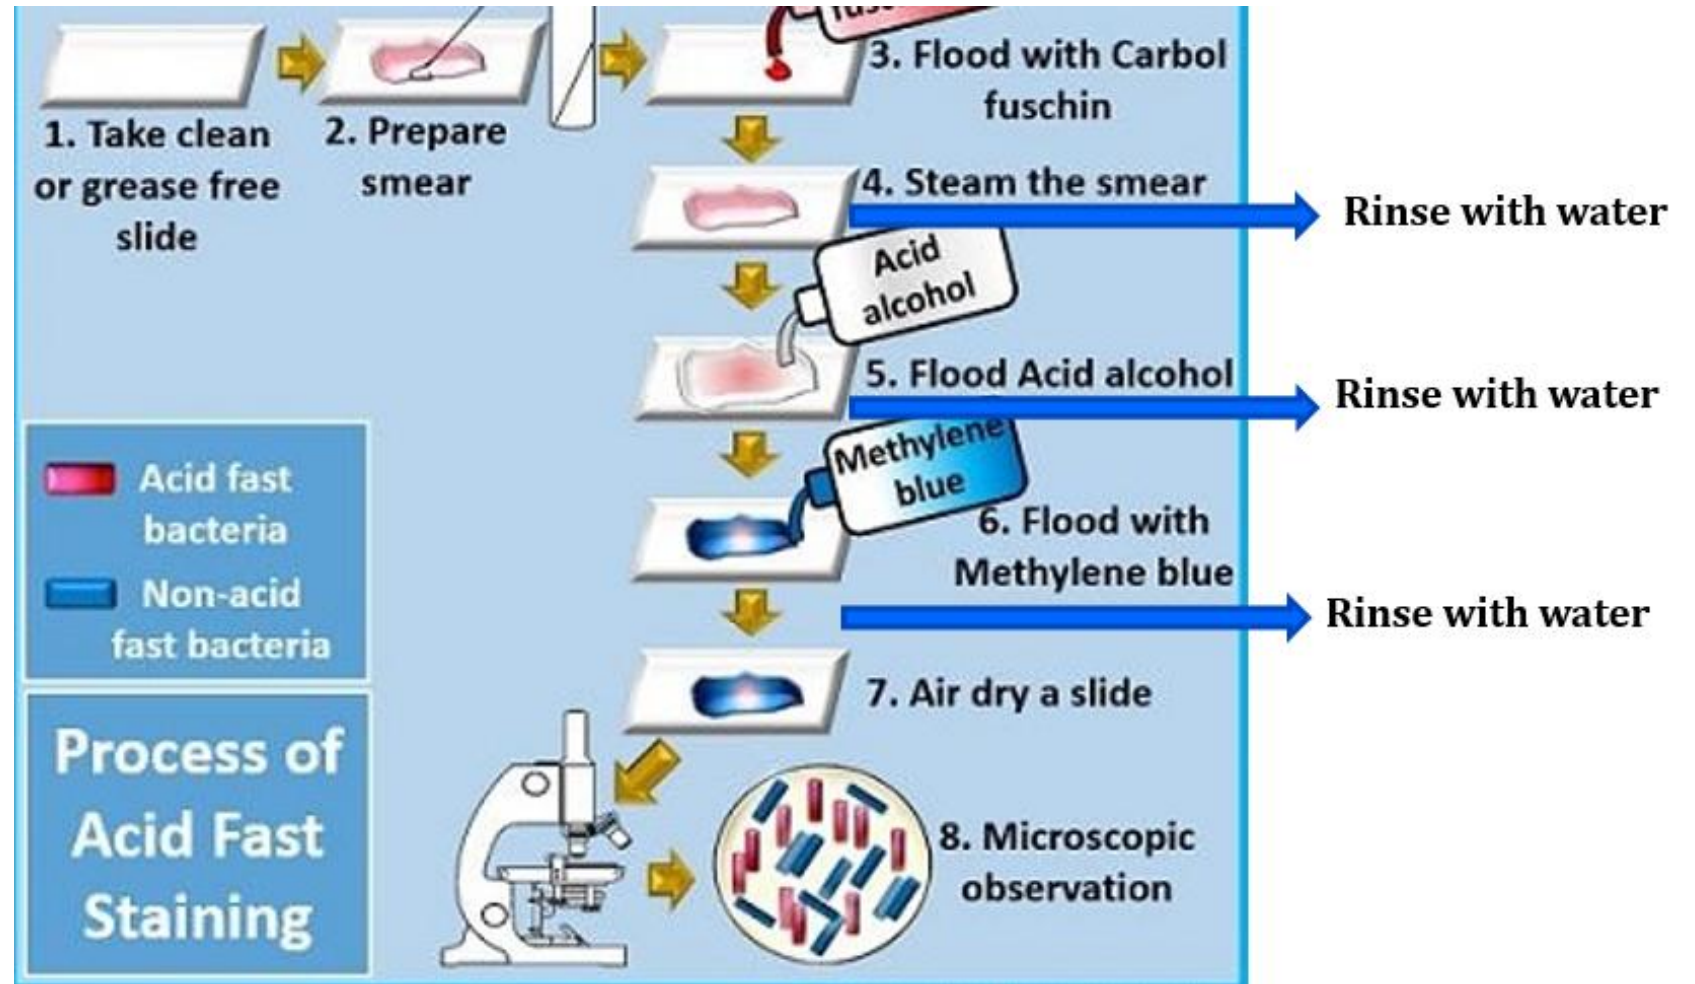 1. Take clean
or grease free
slide
2. Prepare
smear
3. Flood with Carbol
fuschin
4. Steam the smear
Rinse with water
Acid
alcohol
5. Flood Acid alcohol
Rinse with water
Methylene
blue
6. Flood with
Methylene blue
Rinse with water
7. Air dry a slide
8. Microscopic
observation
Acid fast
bacteria
Non-acid
fast bacteria
Process of
Acid Fast
Staining